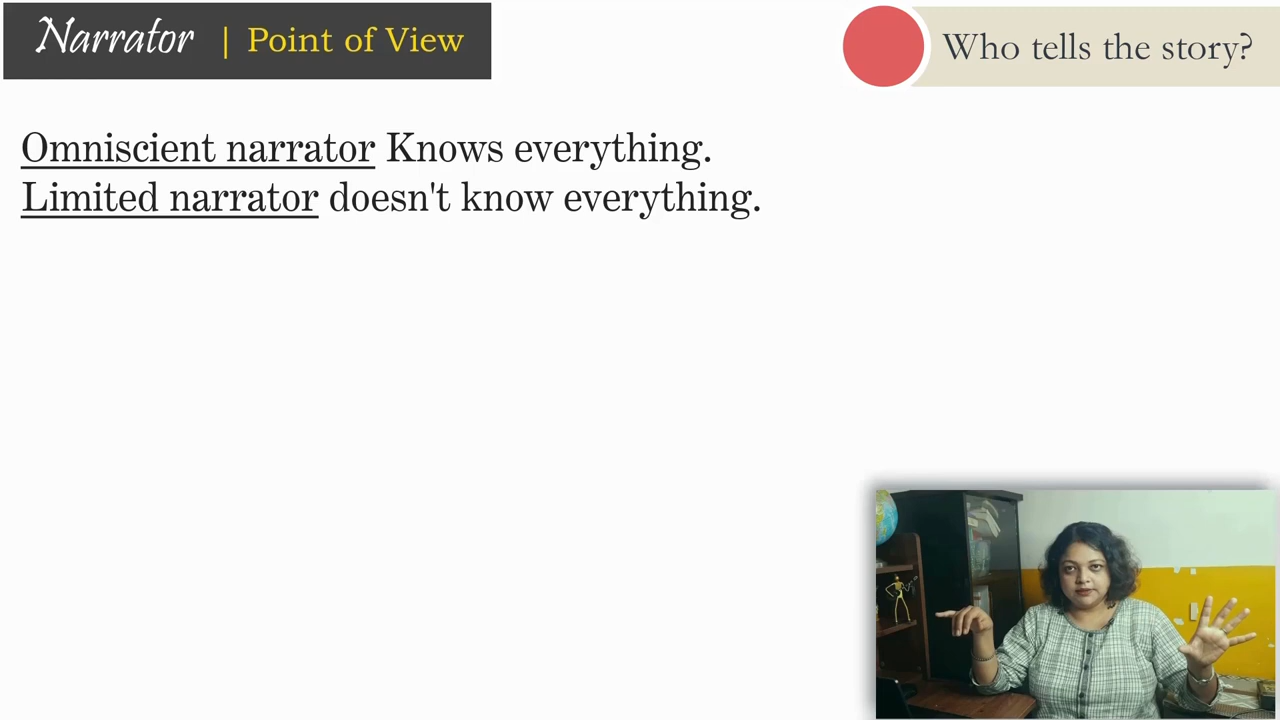 Narrator | Point of View
Who tells the story?
Omniscient narrator Knows everything.
Limited narrator doesn't know everything.